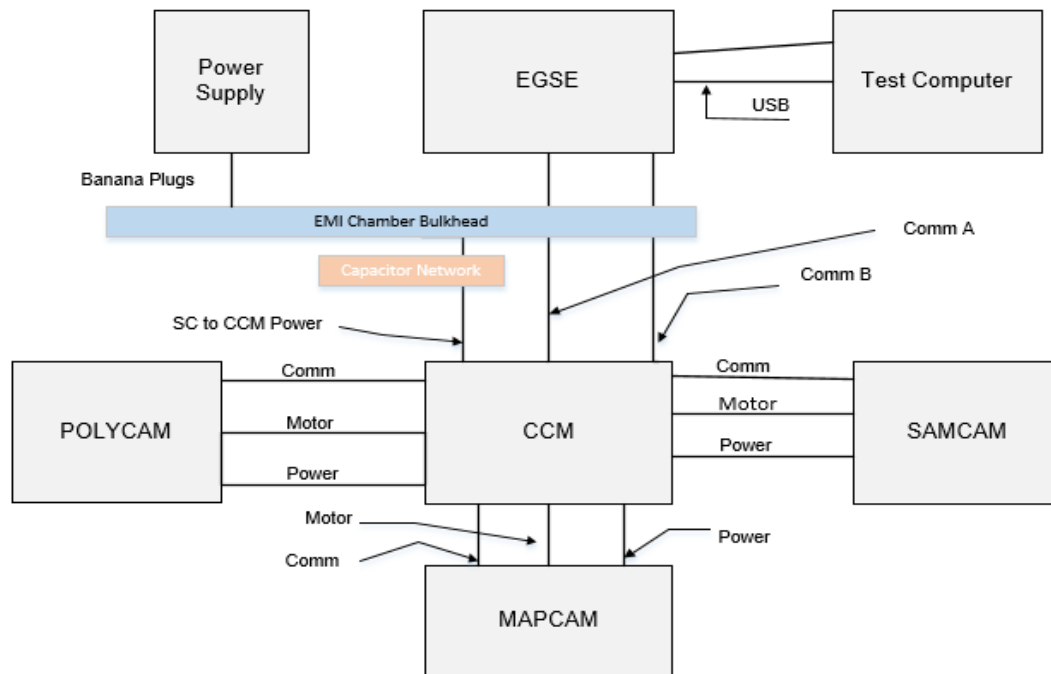 Power
Supply
EGSE
Test Computer
USB
Banana Plugs
EMI Chamber Bulkhead
Comm A
Capacitor Network
Comm B
SC to CCM Power
Comm
Comm
Motor
Motor
POLYCAM
CCM
SAMCAM
Power
Power
Motor
Power
Comm
MAPCAM